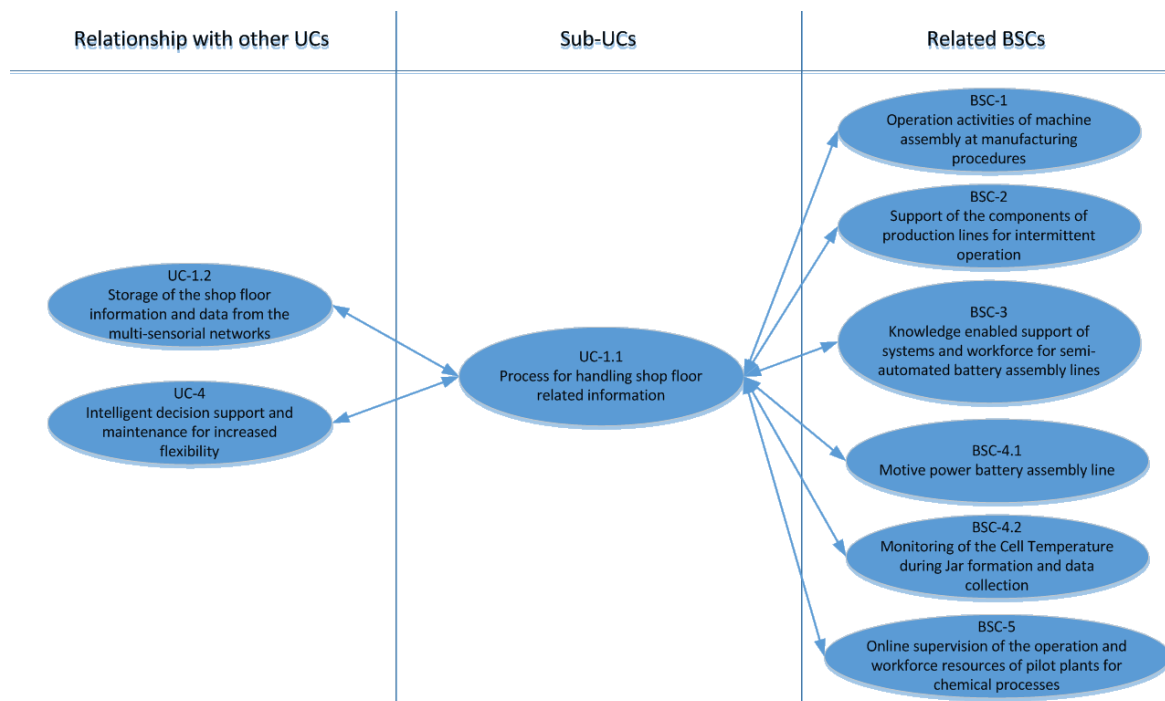 Relationship with other UCs
Sub-UCs
Related BSCs
UC-1.2
Storage of the shop floor
information and data from the
multi-sensorial networks
UC-4
Intelligent decision support and
maintenance for increased
flexibility
UC-1.1
Process for handling shop floor
related information
BSC-1
Operation activities of machine
assembly at manufacturing
procedures
BSC-2
Support of the components of
production lines for intermittent
operation
BSC-3
Knowledge enabled support of
systems and workforce for semi-
automated battery assembly lines
BSC-4.1
Motive power battery assembly line
BSC-4.2
Monitoring of the Cell Temperature
during Jar formation and data
collection
BSC-5
Online supervision of the operation and
workforce resources of pilot plants for
chemical processes